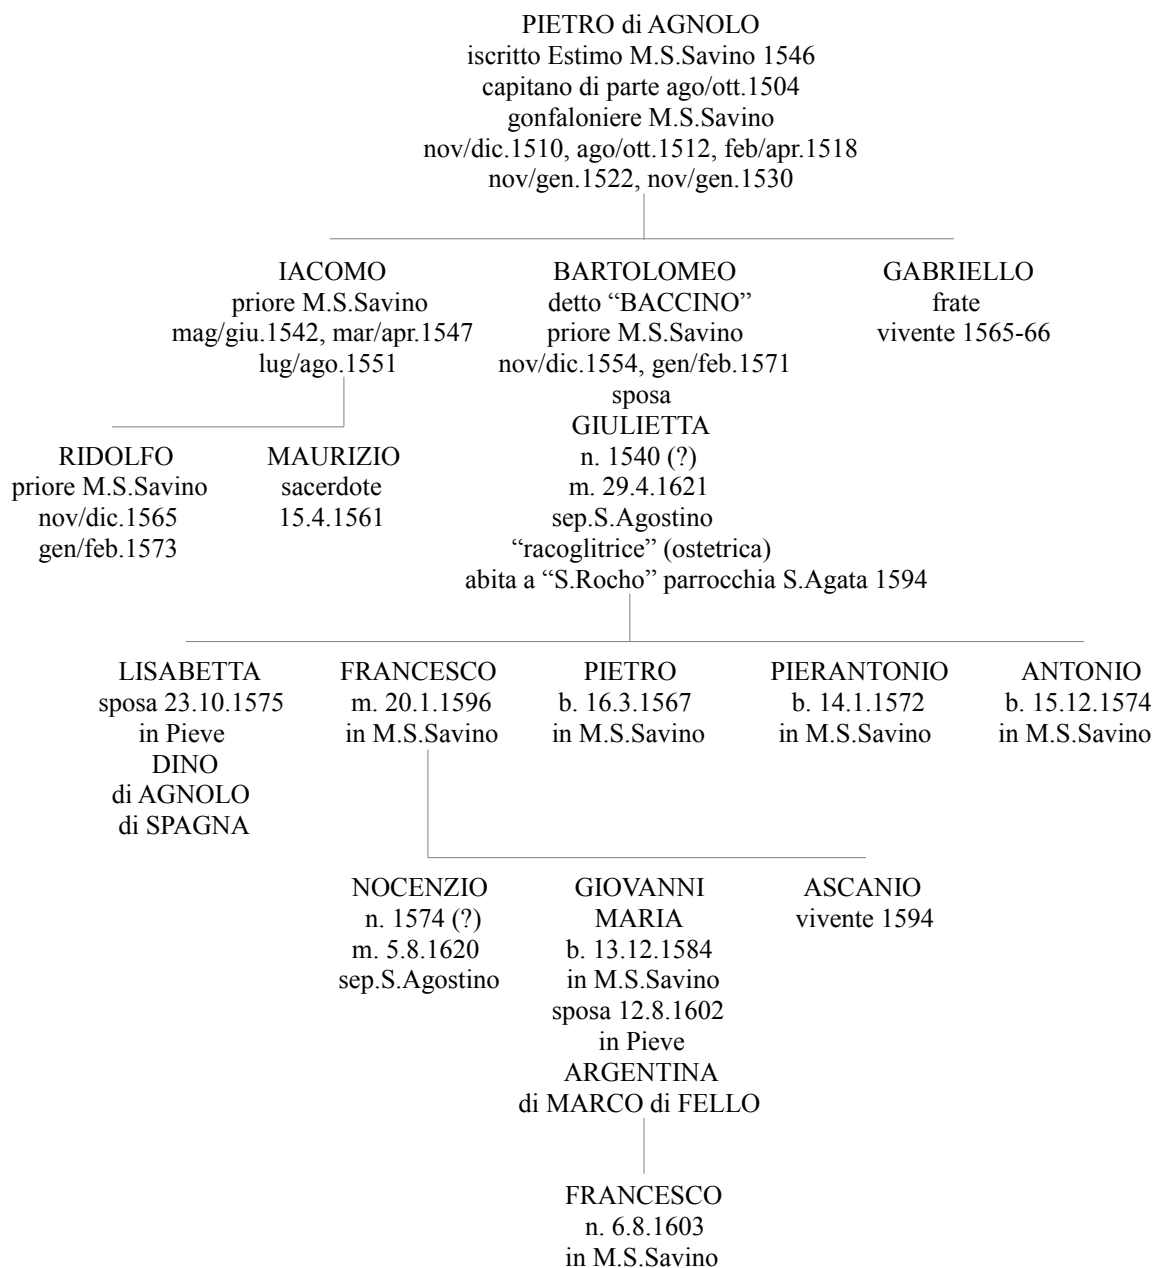 PIETRO di AGNOLO
iscritto Estimo M.S.Savino 1546
capitano di parte ago/ott.1504
gonfaloniere M.S.Savino
nov/dic.1510, ago/ott.1512, feb/apr.1518
nov/gen.1522, nov/gen.1530
IACOMO
priore M.S.Savino
mag/giu.1542, mar/apr.1547
lug/ago.1551
BARTOLOMEO
detto “BACCINO”
priore M.S.Savino
nov/dic.1554, gen/feb.1571
sposa
GIULIETTA
n. 1540 (?)
m. 29.4.1621
sep.S.Agostino
“racoglitrice” (ostetrica)
abita a “S.Rocho” parrocchia S.Agata 1594
GABRIELLO
frate
vivente 1565-66
RIDOLFO
priore M.S.Savino
nov/dic.1565
gen/feb.1573
MAURIZIO
sacerdote
15.4.1561
LISABETTA
sposa 23.10.1575
in Pieve
DINO
di AGNOLO
di SPAGNA
FRANCESCO
m. 20.1.1596
in M.S.Savino
PIETRO
b. 16.3.1567
in M.S.Savino
PIERANTONIO
b. 14.1.1572
in M.S.Savino
ANTONIO
b. 15.12.1574
in M.S.Savino
NOCENZIO
n. 1574 (?)
m. 5.8.1620
sep.S.Agostino
GIOVANNI
MARIA
b. 13.12.1584
in M.S.Savino
sposa 12.8.1602
in Pieve
ARGENTINA
di MARCO di FELLO
ASCANIO
vivente 1594
FRANCESCO
n. 6.8.1603
in M.S.Savino